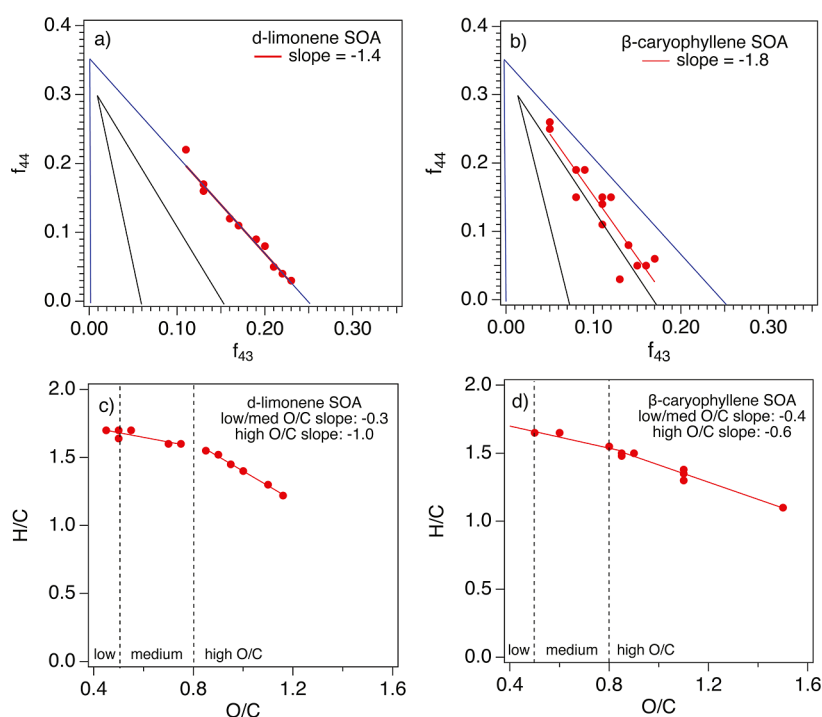 a)
d-limonene SOA
slope = -1.4
0.4
0.3
0.2
0.1
0.0
f44
0.00
0.10
0.20
0.30
f43
b)
β-caryophyllene SOA
slope = -1.8
0.4
0.3
0.2
0.1
0.0
f44
0.00
0.10
0.20
0.30
f43
c)
d-limonene SOA
low/med O/C slope: -0.3
high O/C slope: -1.0
2.0
1.5
1.0
0.5
0.0
H/C
low
medium
high O/C
0.4
0.8
1.2
1.6
O/C
d)
β-caryophyllene SOA
low/med O/C slope: -0.4
high O/C slope: -0.6
2.0
1.5
1.0
0.5
0.0
H/C
low
medium
high O/C
0.4
0.8
1.2
1.6
O/C